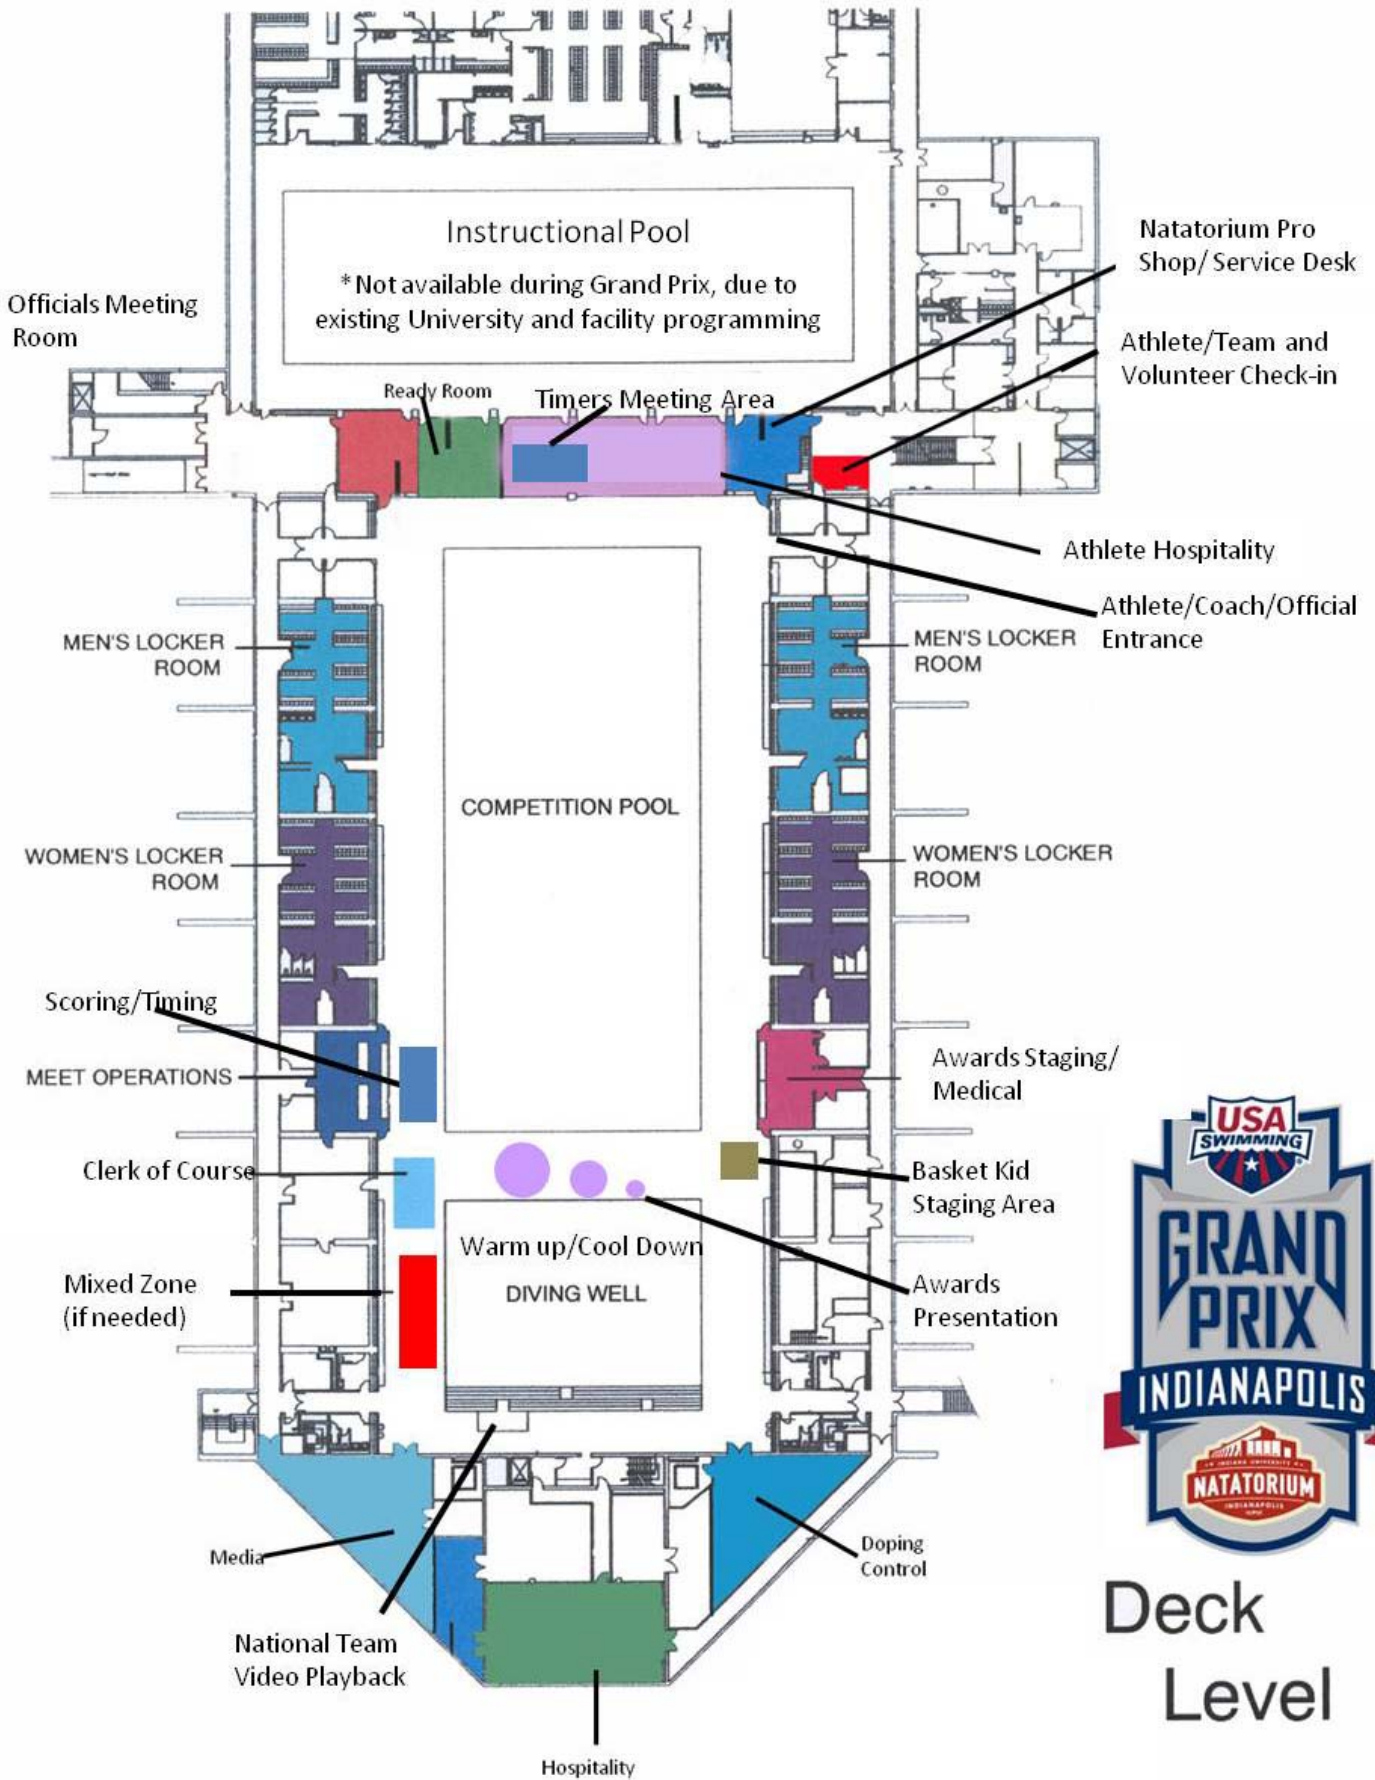 Instructional Pool
*Not available during Grand Prix, due to
existing University and facility programming
Natatorium Pro
Shop/ Service Desk
Officials Meeting
Room
Athlete/Team and
Volunteer Check-in
Ready Room
Timers Meeting Area
Athlete Hospitality
Athlete/Coach/Official
Entrance
MEN'S LOCKER
ROOM
MEN'S LOCKER
ROOM
COMPETITION POOL
WOMEN'S LOCKER
ROOM
WOMEN'S LOCKER
ROOM
Scoring/Timing
MEET OPERATIONS
Awards Staging/
Medical
Clerk of Course
Basket Kid
Staging Area
Warm up/Cool Down
DIVING WELL
Mixed Zone
(if needed)
Awards
Presentation
USA
SWIMMING
GRAND
PRIX
INDIANAPOLIS
INDIANA UNIVERSITY
NATATORIUM
INDIANAPOLIS
Media
Doping
Control
National Team
Video Playback
Hospitality
Deck
Level